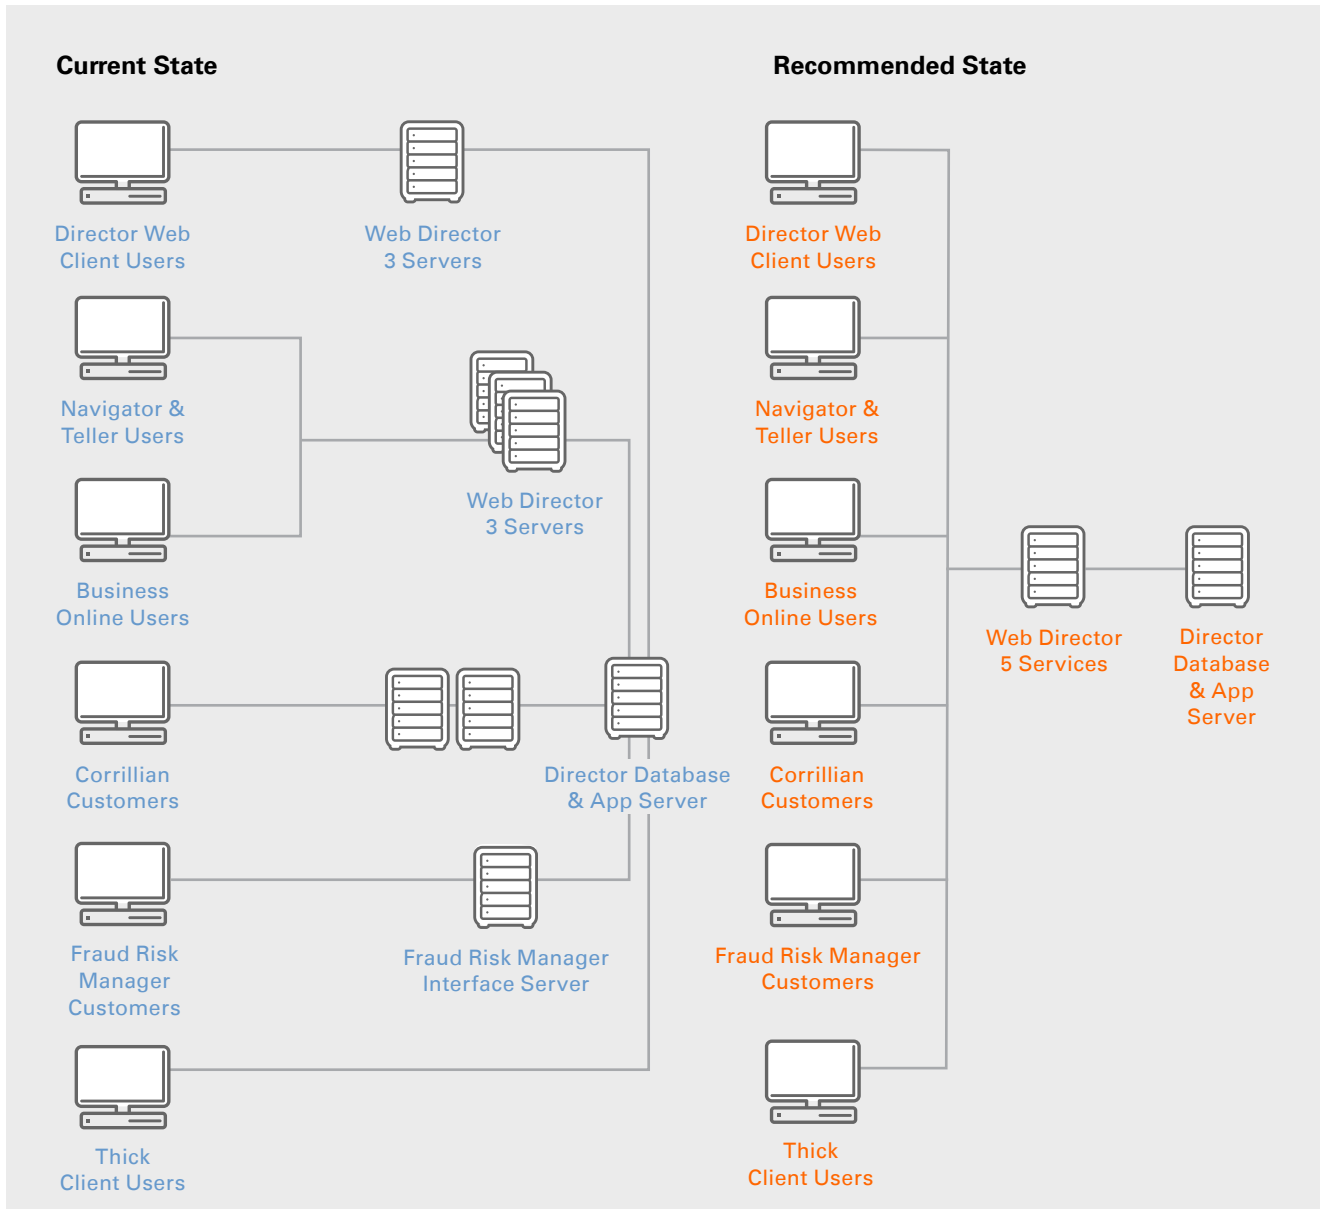 Current State
Director Web
Client Users
Web Director
3 Servers
Navigator &
Teller Users
Web Director
3 Servers
Business
Online Users
Corrillian
Customers
Director Database
& App Server
Fraud Risk
Manager
Customers
Fraud Risk Manager
Interface Server
Thick
Client Users
Recommended State
Director Web
Client Users
Navigator &
Teller Users
Business
Online Users
Web Director
5 Services
Director
Database
& App
Server
Corrillian
Customers
Fraud Risk Manager
Customers
Thick
Client Users